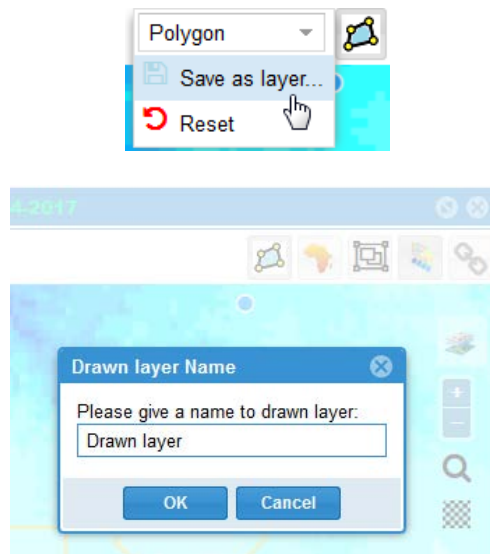 Polygon
Save as layer...
Reset
4-2017
Drawn layer Name
Please give a name to drawn layer:
Drawn layer
OK
Cancel